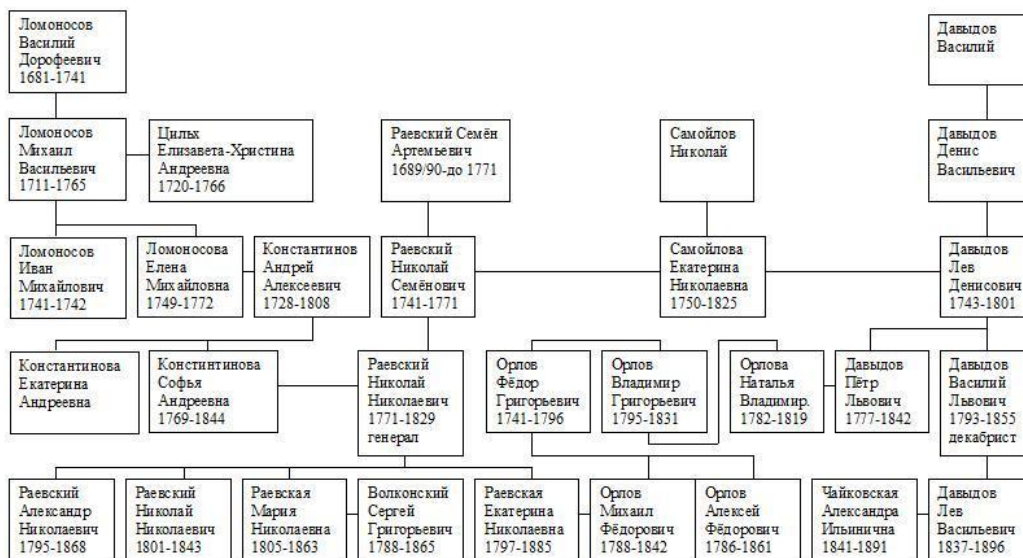 Ломоносов
Василий
Дорофеевич
1681-1741
Давыдов
Василий
Ломоносов
Михаил
Васильевич
1711-1765
Цильх
Елизавета-Христина
Андреевна
1720-1766
Раевский Семён
Артемьевич
1689/90-до 1771
Самойлов
Николай
Давыдов
Денис
Васильевич
Ломоносов
Иван
Михайлович
1741-1742
Ломоносова
Елена
Михайловна
1749-1772
Константинов
Андрей
Алексеевич
1728-1808
Раевский
Николай
Семёнович
1741-1771
Самойлова
Екатерина
Николаевна
1750-1825
Давыдов
Лев
Денисович
1743-1801
Константинова
Екатерина
Андреевна
Констинтинова
Софья
Андреевна
1769-1844
Раевский
Николай
Николаевич
1771-1829
генерал
Орлов
Фёдор
Григорьевич
1741-1796
Орлов
Владимир
Григорьевич
1795-1831
Орлова
Наталья
Владимир.
1782-1819
Давыдов
Пётр
Львович
1777-1842
Давыдов
Василий
Львович
1793-1855
декабрист
Раевский
Александр
Николаевич
1795-1868
Раевский
Николай
Николаевич
1801-1843
Раевская
Мария
Николаевна
1805-1863
Волконский
Сергей
Григорьевич
1788-1865
Раевская
Екатерина
Николаевна
1797-1885
Орлов
Михаил
Фёдорович
1788-1842
Орлов
Алексей
Фёдорович
1786-1861
Чайковская
Александра
Ильинична
1841-1891
Давыдов
Лев
Васильевич
1837-1896